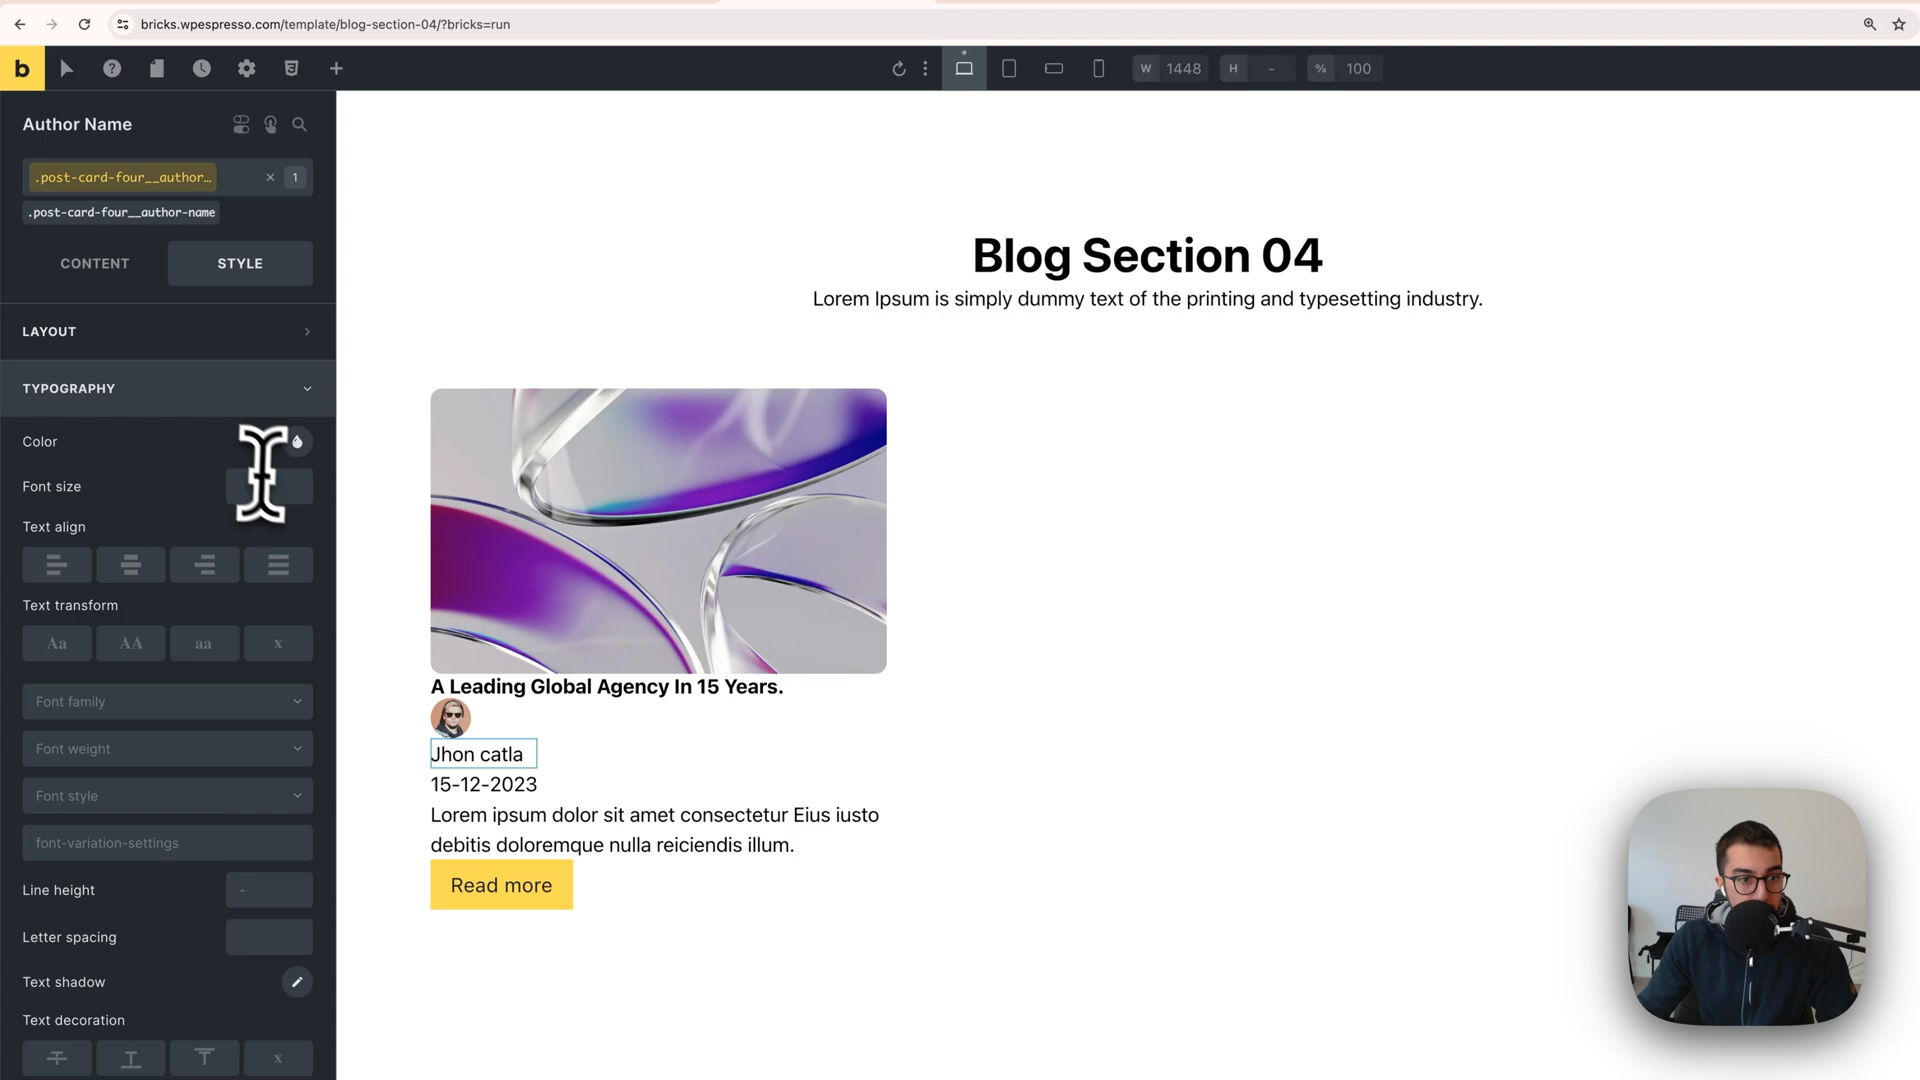 bricks.wpespresso.com/template/blog-section-04/?bricks=run
b
W 1448 H - % 100
Author Name
.post-card-four__author…
× 1
.post-card-four__author-name
CONTENT STYLE
LAYOUT
TYPOGRAPHY
Color
Font size
Text align
Text transform
Aa AA aa x
Font family
Font weight
Font style
font-variation-settings
Line height -
Letter spacing
Text shadow
Text decoration
x
Blog Section 04
Lorem Ipsum is simply dummy text of the printing and typesetting industry.
A Leading Global Agency In 15 Years.
Jhon catla
15-12-2023
Lorem ipsum dolor sit amet consectetur Eius iusto
debitis doloremque nulla reiciendis illum.
Read more